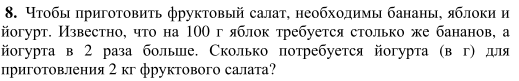 8. Чтобы приготовить фруктовый салат, необходимы бананы, яблоки и
йогурт. Известно, что на 100 г яблок требуется столько же бананов, а
йогурта в 2 раза больше. Сколько потребуется йогурта (в г) для
приготовления 2 кг фруктового салата?